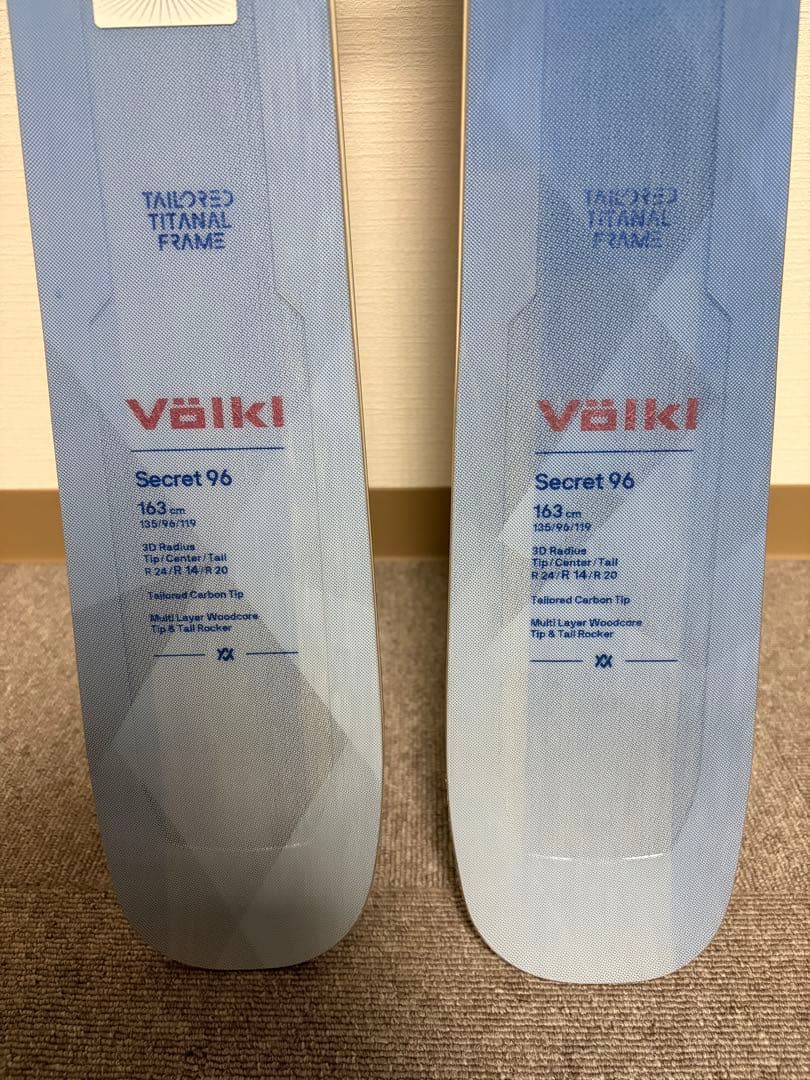 TAILORED
TITANAL
FRAME
Völkl
Secret 96
163 cm
135/96/119
3D Radius
Tip/Center/Tail
R 24/R 14/R 20
Tailored Carbon Tip
Multi Layer Woodcore
Tip & Tail Rocker
TAILORED
TITANAL
FRAME
Völkl
Secret 96
163 cm
135/96/119
3D Radius
Tip/Center/Tail
R 24/R 14/R 20
Tailored Carbon Tip
Multi Layer Woodcore
Tip & Tail Rocker